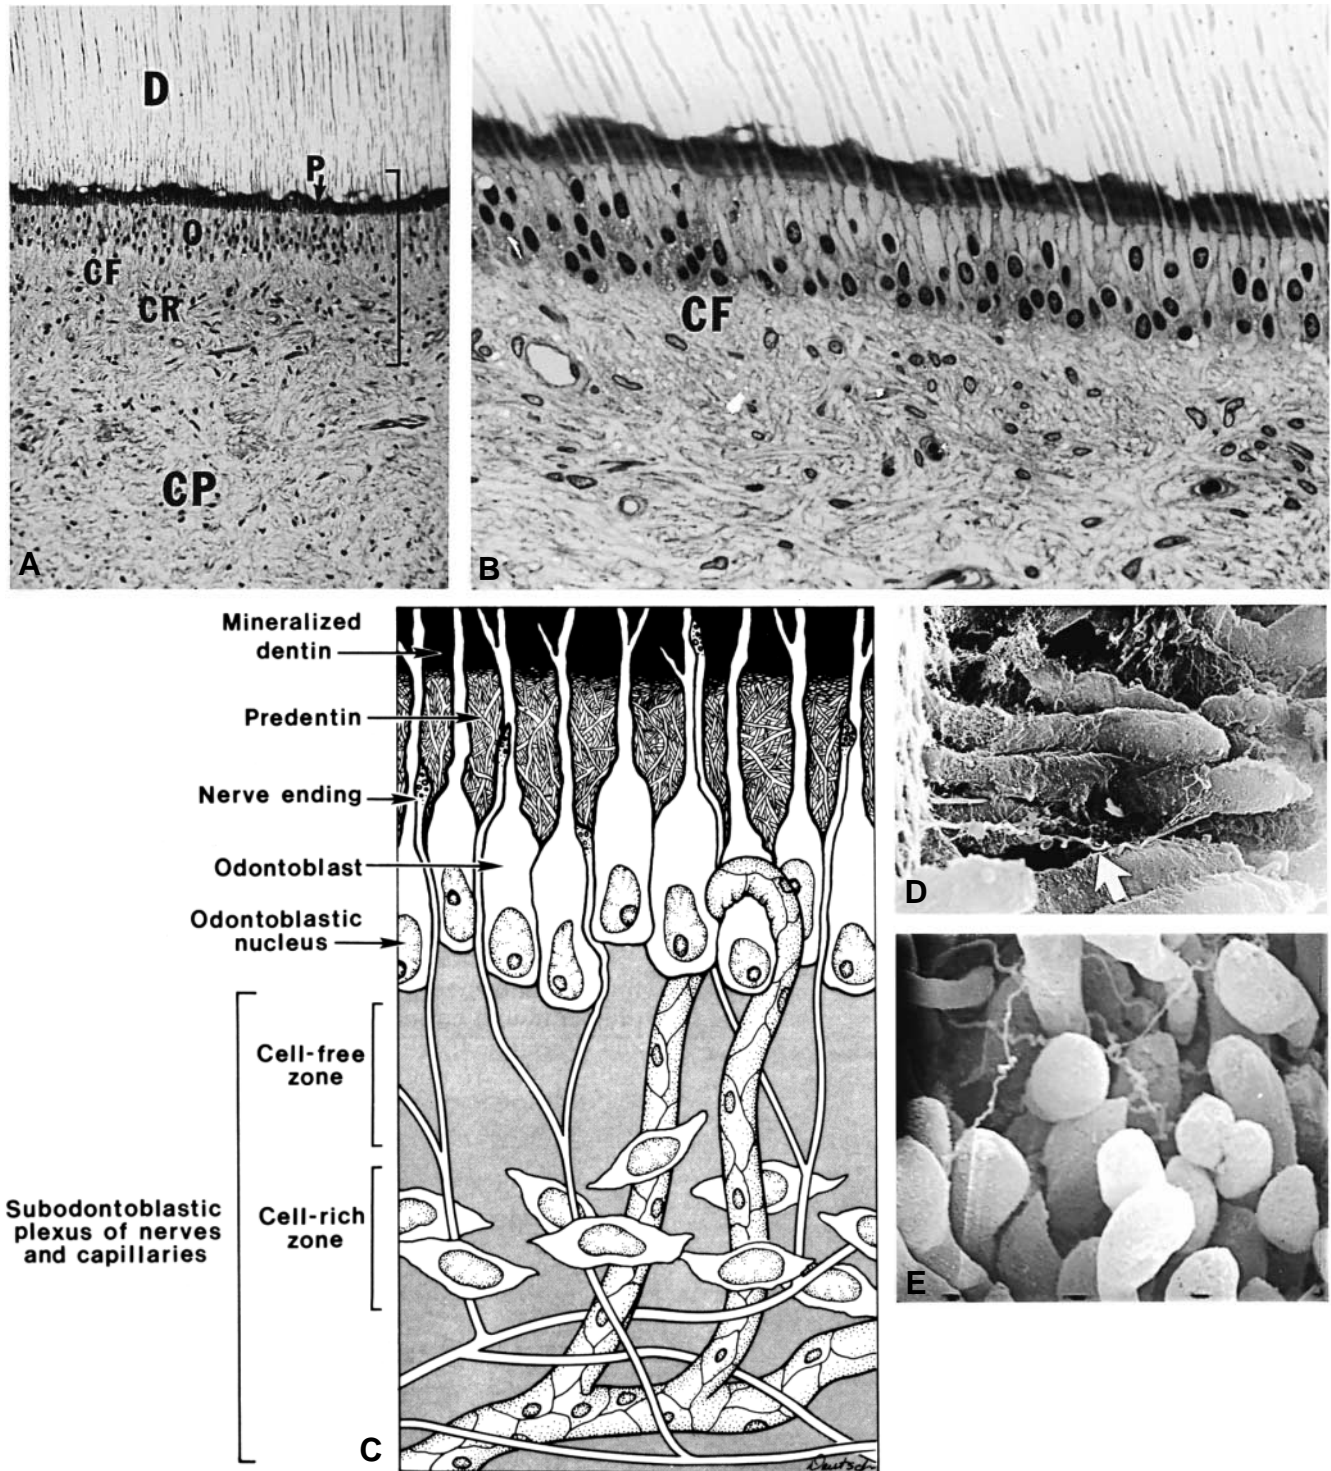 D
P
O
CF
CR
CP
A
CF
B
Mineralized
dentin
Predentin
Nerve ending
Odontoblast
Odontoblastic
nucleus
Cell-free
zone
Subodontoblastic
plexus of nerves
and capillaries
Cell-rich
zone
C
Deutsch
D
E